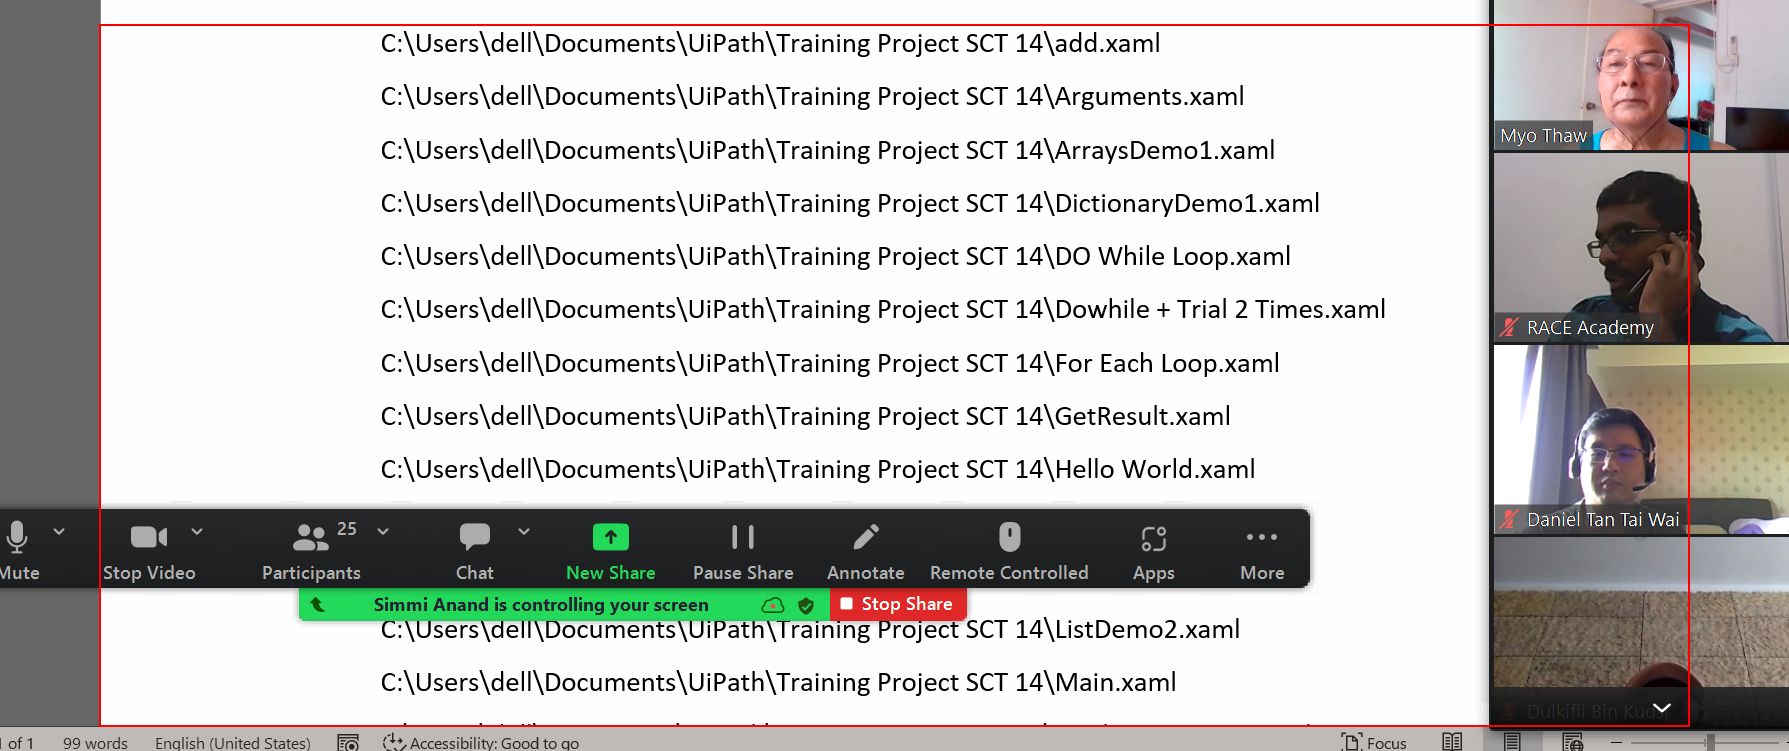 C:\Users\dell\Documents\UiPath\Training Project SCT 14\add.xaml
C:\Users\dell\Documents\UiPath\Training Project SCT 14\Arguments.xaml
C:\Users\dell\Documents\UiPath\Training Project SCT 14\ArraysDemo1.xaml
C:\Users\dell\Documents\UiPath\Training Project SCT 14\DictionaryDemo1.xaml
C:\Users\dell\Documents\UiPath\Training Project SCT 14\DO While Loop.xaml
C:\Users\dell\Documents\UiPath\Training Project SCT 14\Dowhile + Trial 2 Times.xaml
C:\Users\dell\Documents\UiPath\Training Project SCT 14\For Each Loop.xaml
C:\Users\dell\Documents\UiPath\Training Project SCT 14\GetResult.xaml
C:\Users\dell\Documents\UiPath\Training Project SCT 14\Hello World.xaml
25
Mute Stop Video Participants Chat New Share Pause Share Annotate Remote Controlled Apps More
Simmi Anand is controlling your screen Stop Share
C:\Users\dell\Documents\UiPath\Training Project SCT 14\ListDemo2.xaml
C:\Users\dell\Documents\UiPath\Training Project SCT 14\Main.xaml
1 of 1 99 words English (United States) Accessibility: Good to go Focus
Myo Thaw
RACE Academy
Daniel Tan Tai Wai
Dulkifli Bin